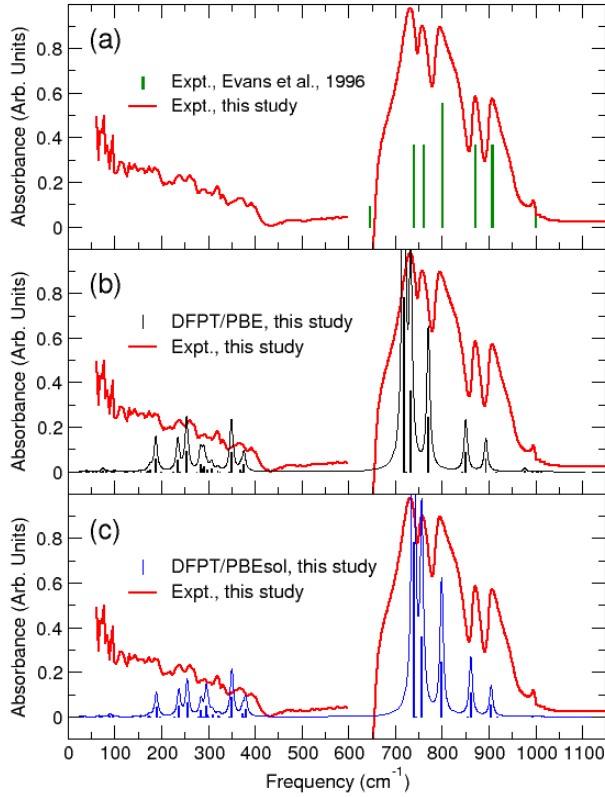 (a)
Expt., Evans et al., 1996
Expt., this study
Absorbance (Arb. Units)
0.8
0.6
0.4
0.2
0
(b)
DFPT/PBE, this study
Expt., this study
Absorbance (Arb. Units)
0.8
0.6
0.4
0.2
0
(c)
DFPT/PBEsol, this study
Expt., this study
Absorbance (Arb. Units)
0.8
0.6
0.4
0.2
0
0 100 200 300 400 500 600 700 800 900 1000 1100
Frequency (cm⁻¹)